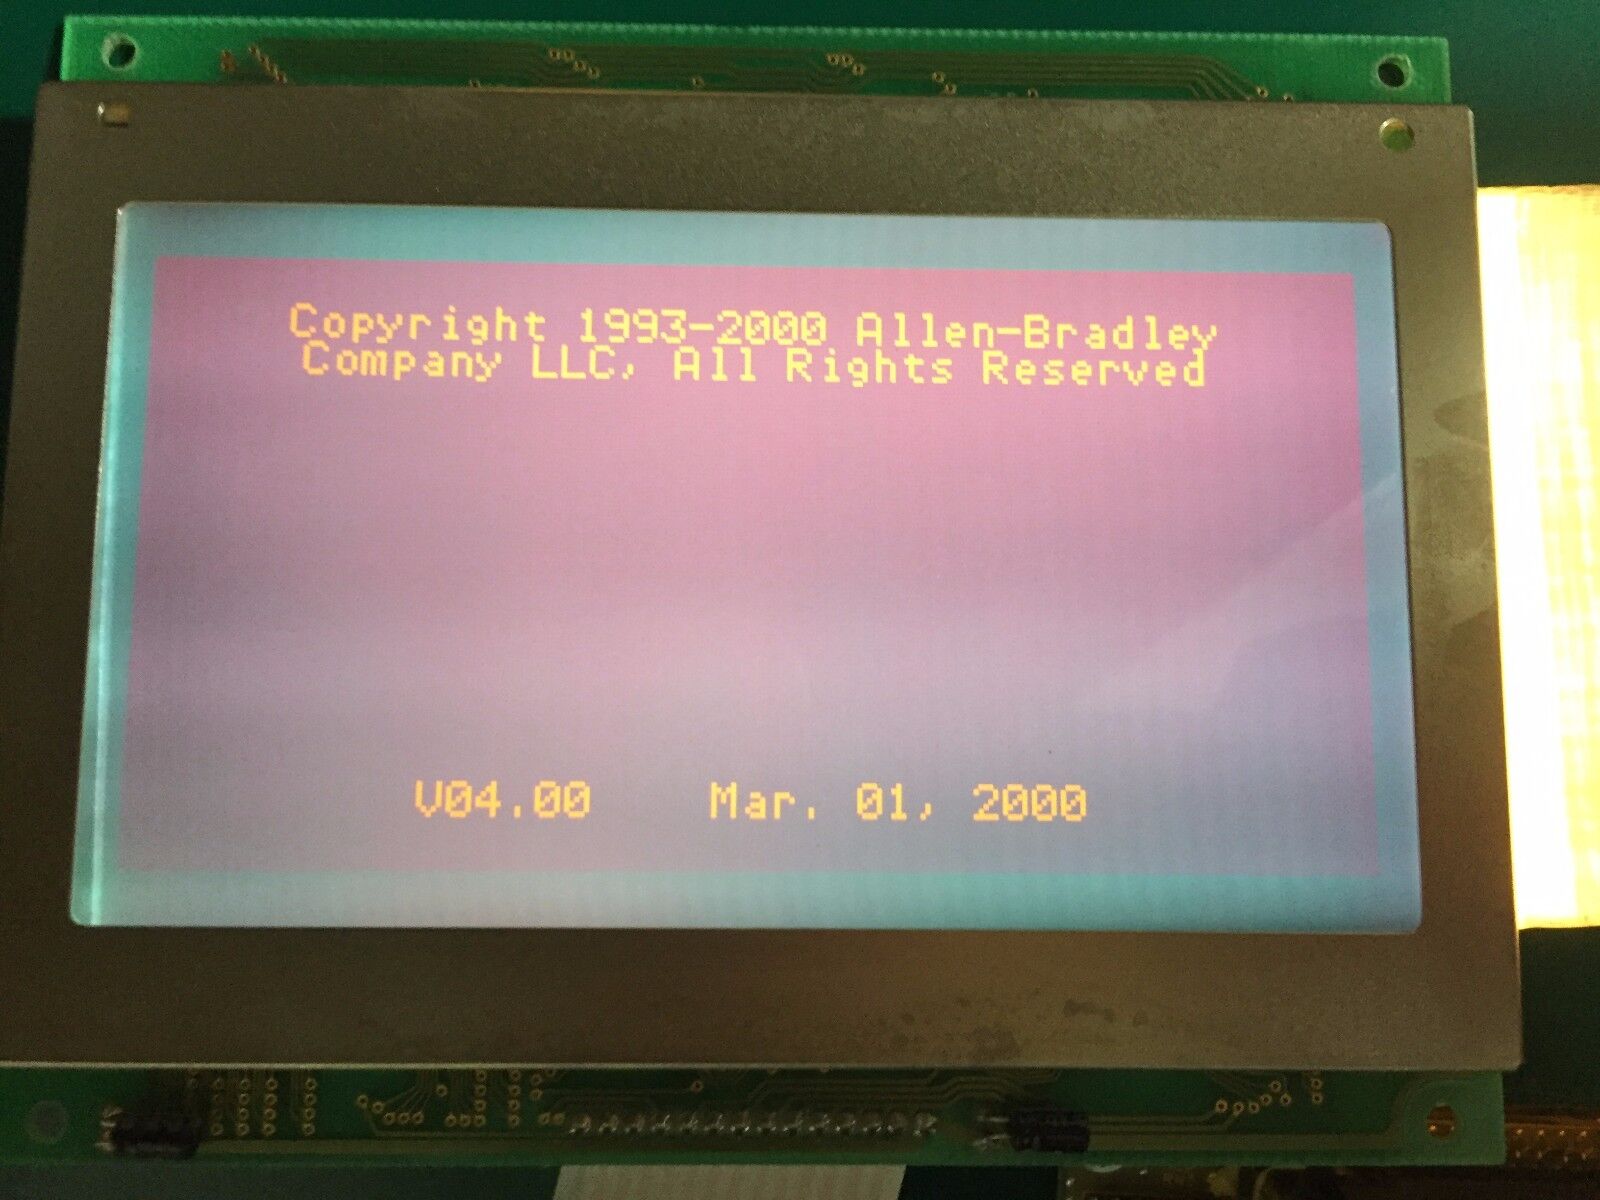 Copyright 1993-2000 Allen-Bradley
Company LLC, All Rights Reserved
V04.00 Mar. 01, 2000